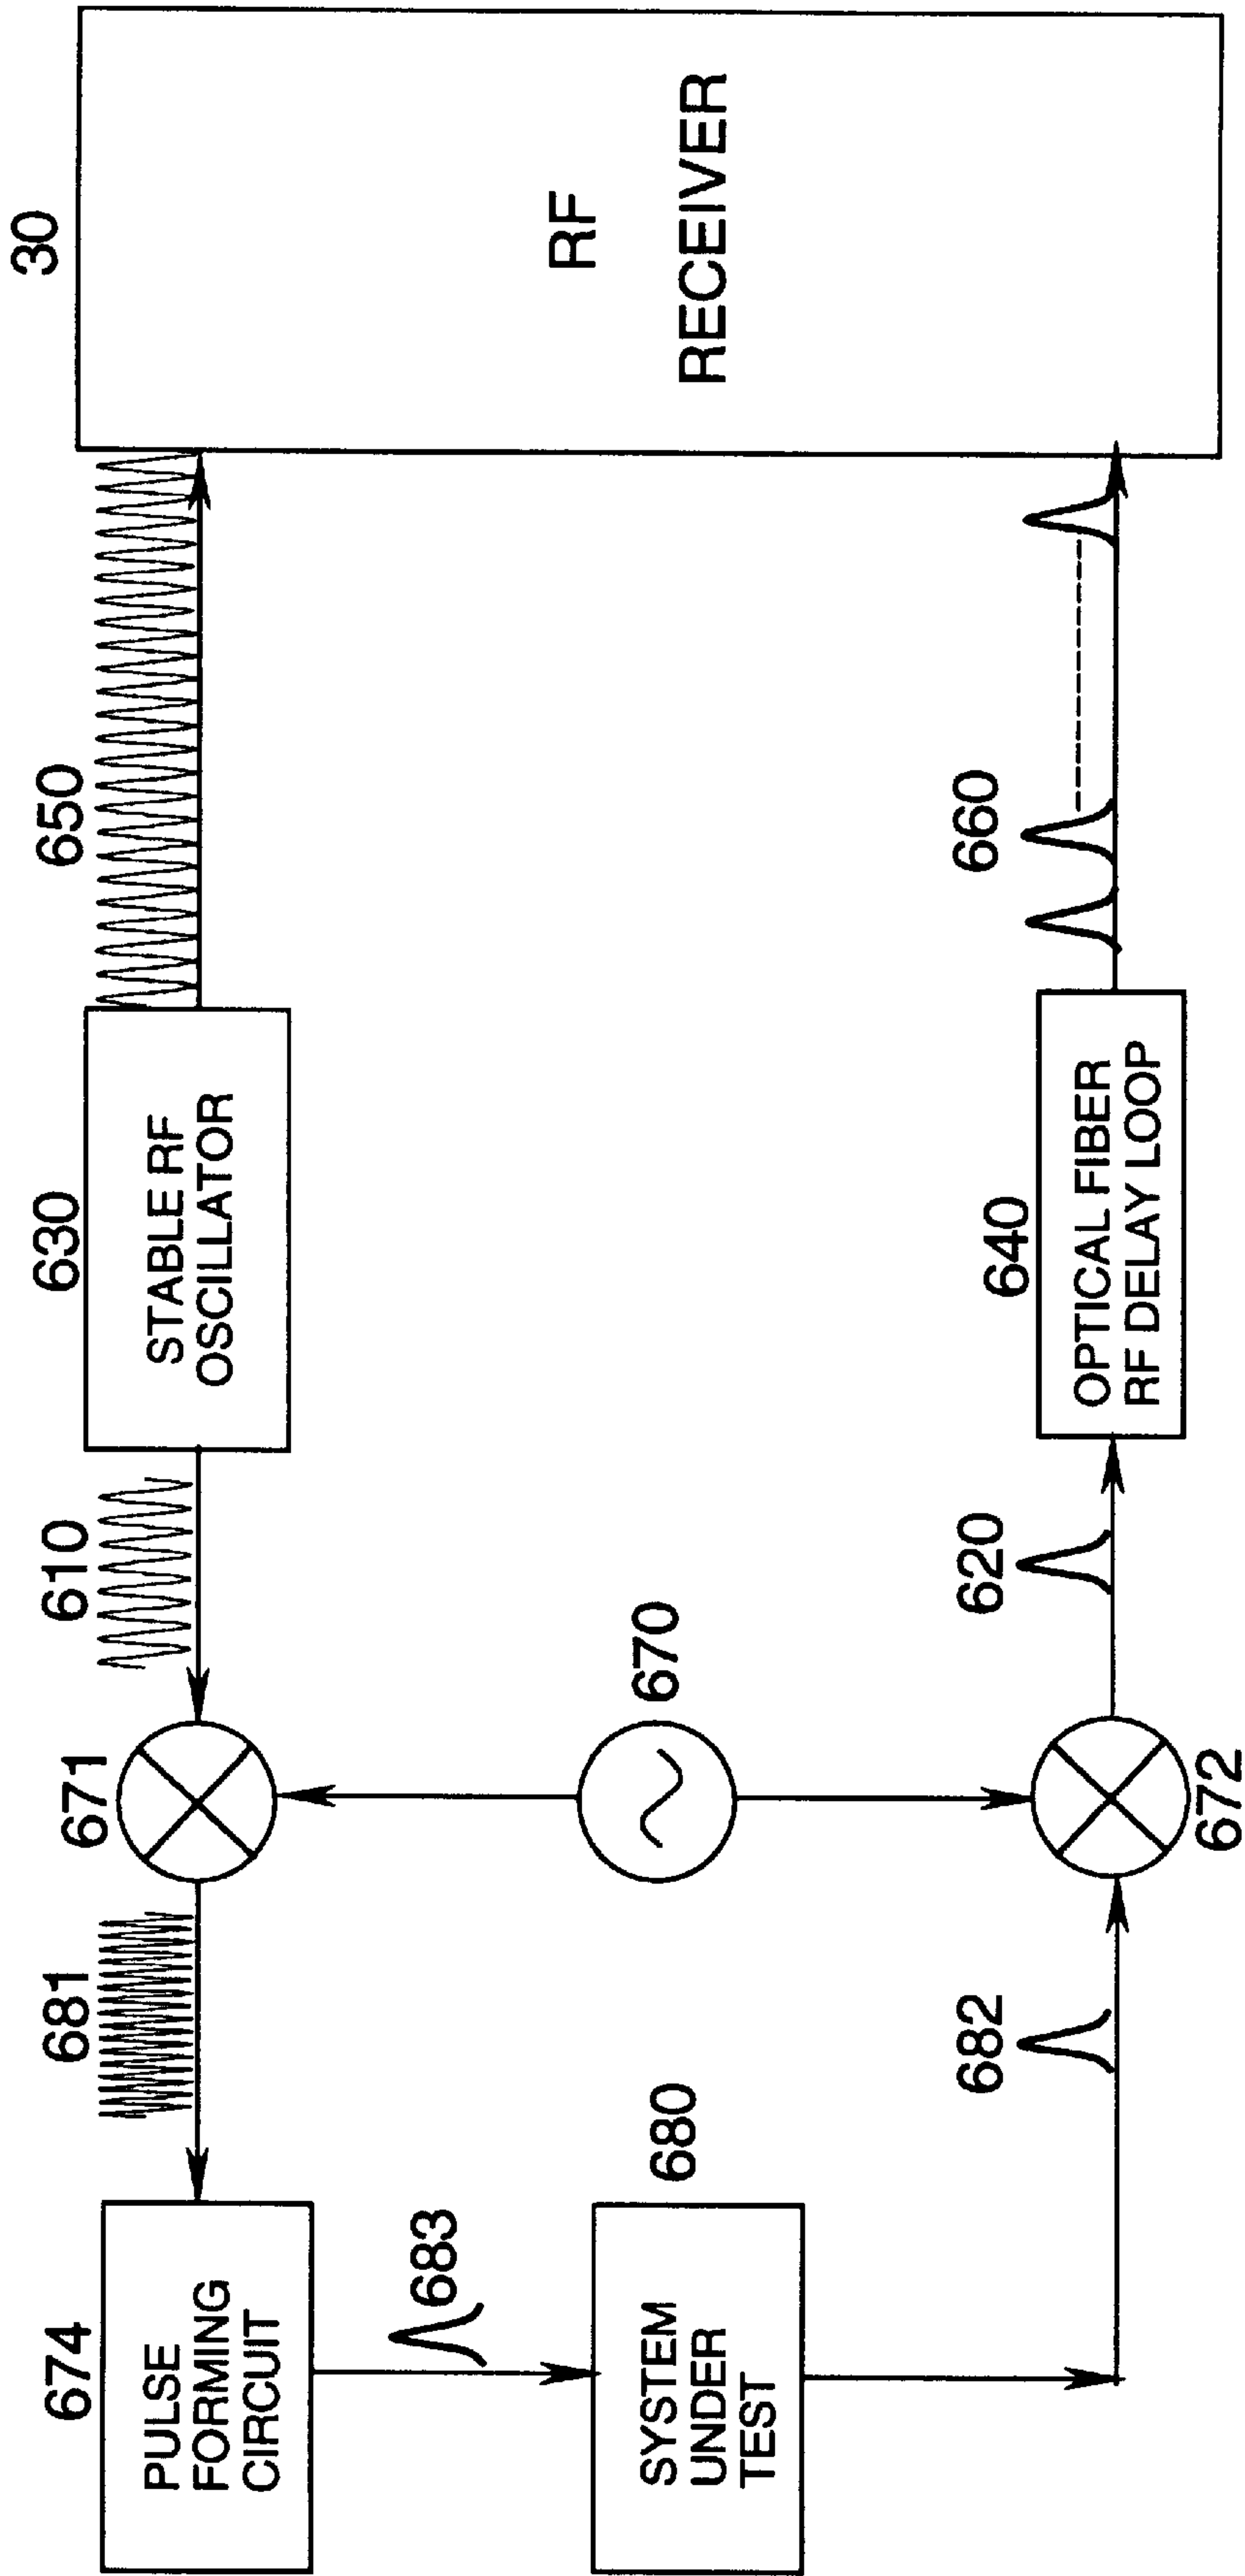 674
PULSE
FORMING
CIRCUIT
681
671
610
630
STABLE RF
OSCILLATOR
650
30
RF
RECEIVER
683
670
680
SYSTEM
UNDER
TEST
682
672
620
640
OPTICAL FIBER
RF DELAY LOOP
660